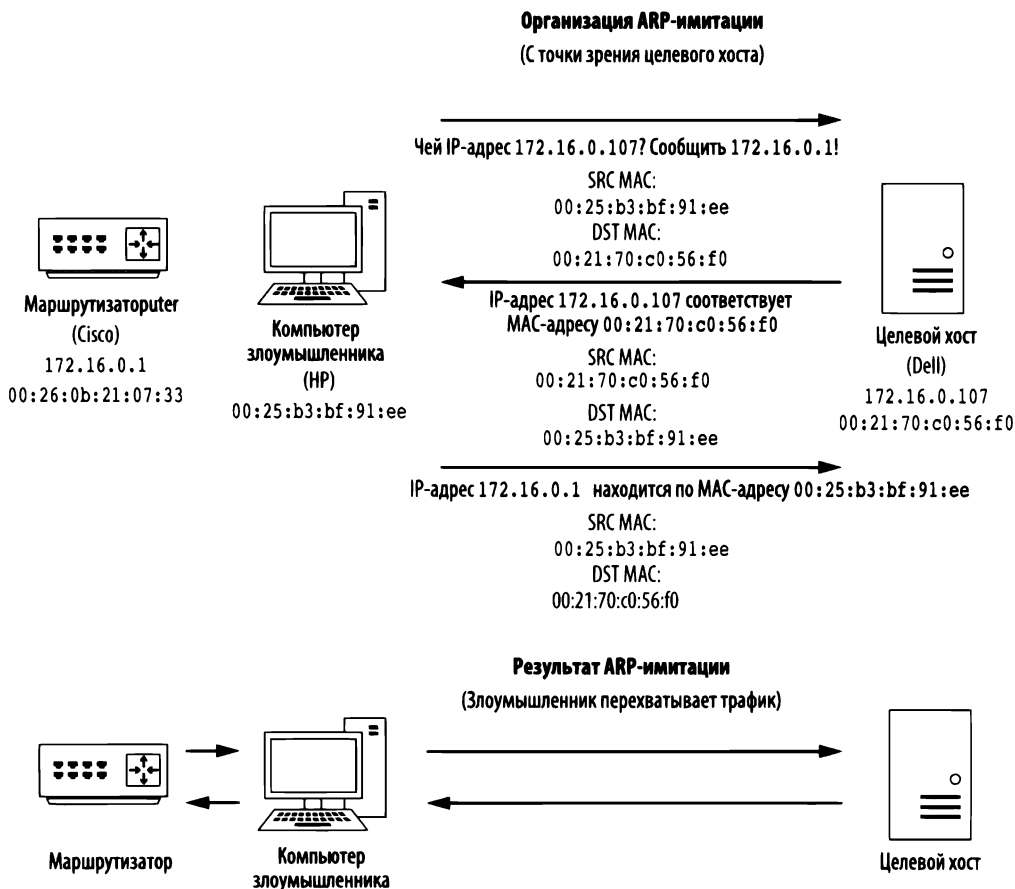 Организация ARP-имитации
(С точки зрения целевого хоста)
Чей IP-адрес 172.16.0.107? Сообщить 172.16.0.1!
SRC MAC:
00:25:b3:bf:91:ee
DST MAC:
00:21:70:c0:56:f0
IP-адрес 172.16.0.107 соответствует
MAC-адресу 00:21:70:c0:56:f0
SRC MAC:
00:21:70:c0:56:f0
DST MAC:
00:25:b3:bf:91:ee
IP-адрес 172.16.0.1 находится по MAC-адресу 00:25:b3:bf:91:ee
SRC MAC:
00:25:b3:bf:91:ee
DST MAC:
00:21:70:c0:56:f0
Маршрутизаторuter
(Cisco)
172.16.0.1
00:26:0b:21:07:33
Компьютер
злоумышленника
(HP)
00:25:b3:bf:91:ee
Целевой хост
(Dell)
172.16.0.107
00:21:70:c0:56:f0
Результат ARP-имитации
(Злоумышленник перехватывает трафик)
Маршрутизатор
Компьютер
злоумышленника
Целевой хост